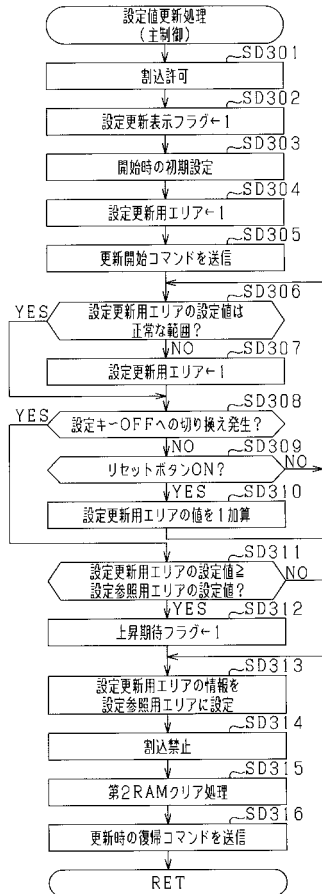 設定値更新処理
(主制御)
SD301
割込許可
SD302
設定更新表示フラグ←1
SD303
開始時の初期設定
SD304
設定更新用エリア←1
SD305
更新開始コマンドを送信
SD306
YES
設定更新用エリアの設定値は
正常な範囲?
NO
SD307
設定更新用エリア←1
SD308
YES
設定キーOFFへの切り換え発生?
NO
SD309
リセットボタンON?
NO
YES
SD310
設定更新用エリアの値を1加算
SD311
設定更新用エリアの設定値≧
設定参照用エリアの設定値?
NO
YES
SD312
上昇期待フラグ←1
SD313
設定更新用エリアの情報を
設定参照用エリアに設定
SD314
割込禁止
SD315
第2RAMクリア処理
SD316
更新時の復帰コマンドを送信
RET